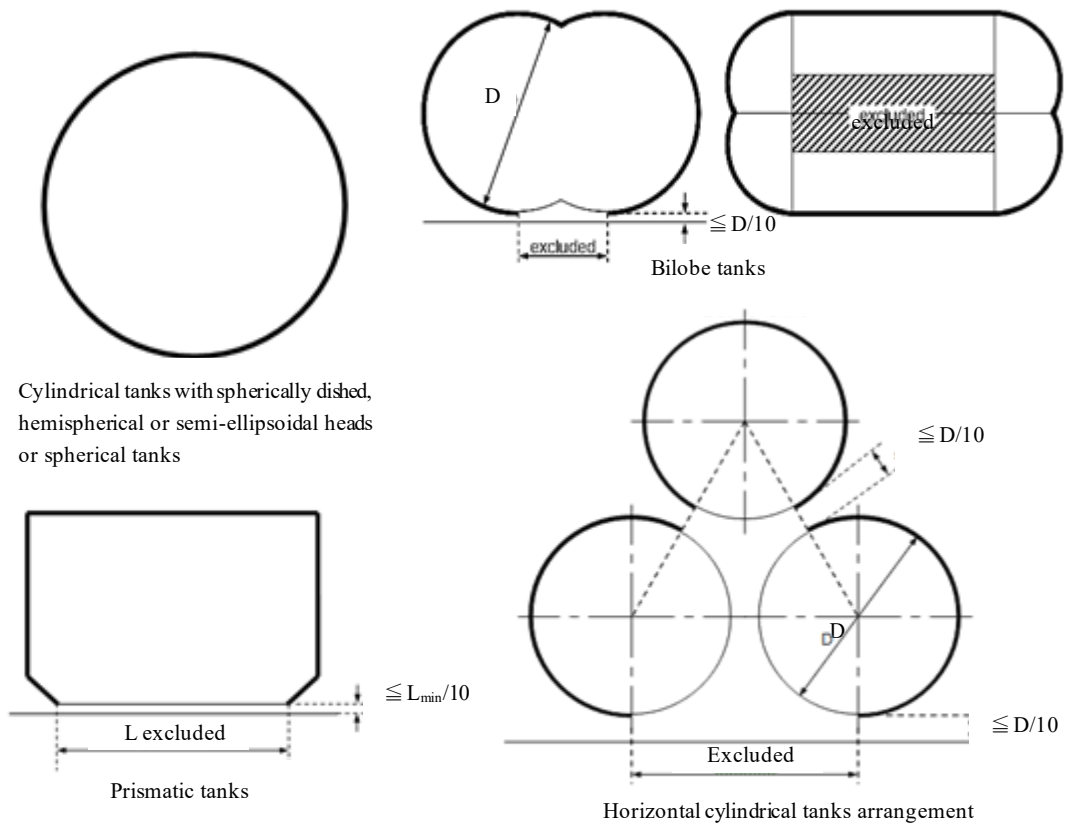 D
excluded
excluded
≦ D/10
excluded
Bilobe tanks
Cylindrical tanks with spherically dished,
hemispherical or semi-ellipsoidal heads
or spherical tanks
≦ D/10
D
D
≦ Lmin/10
L excluded
≦ D/10
Excluded
Prismatic tanks
Horizontal cylindrical tanks arrangement